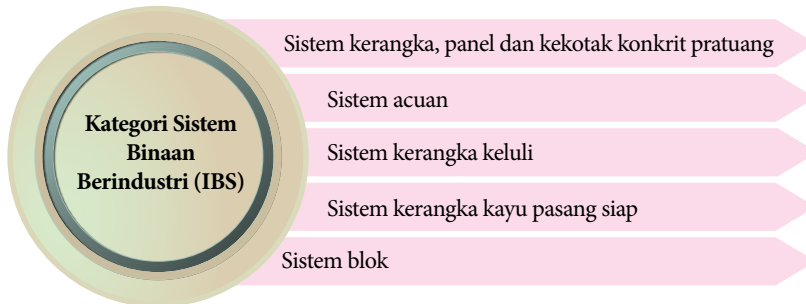 Kategori Sistem
Binaan
Berindustri (IBS)
Sistem kerangka, panel dan kekotak konkrit pratuang
Sistem acuan
Sistem kerangka keluli
Sistem kerangka kayu pasang siap
Sistem blok